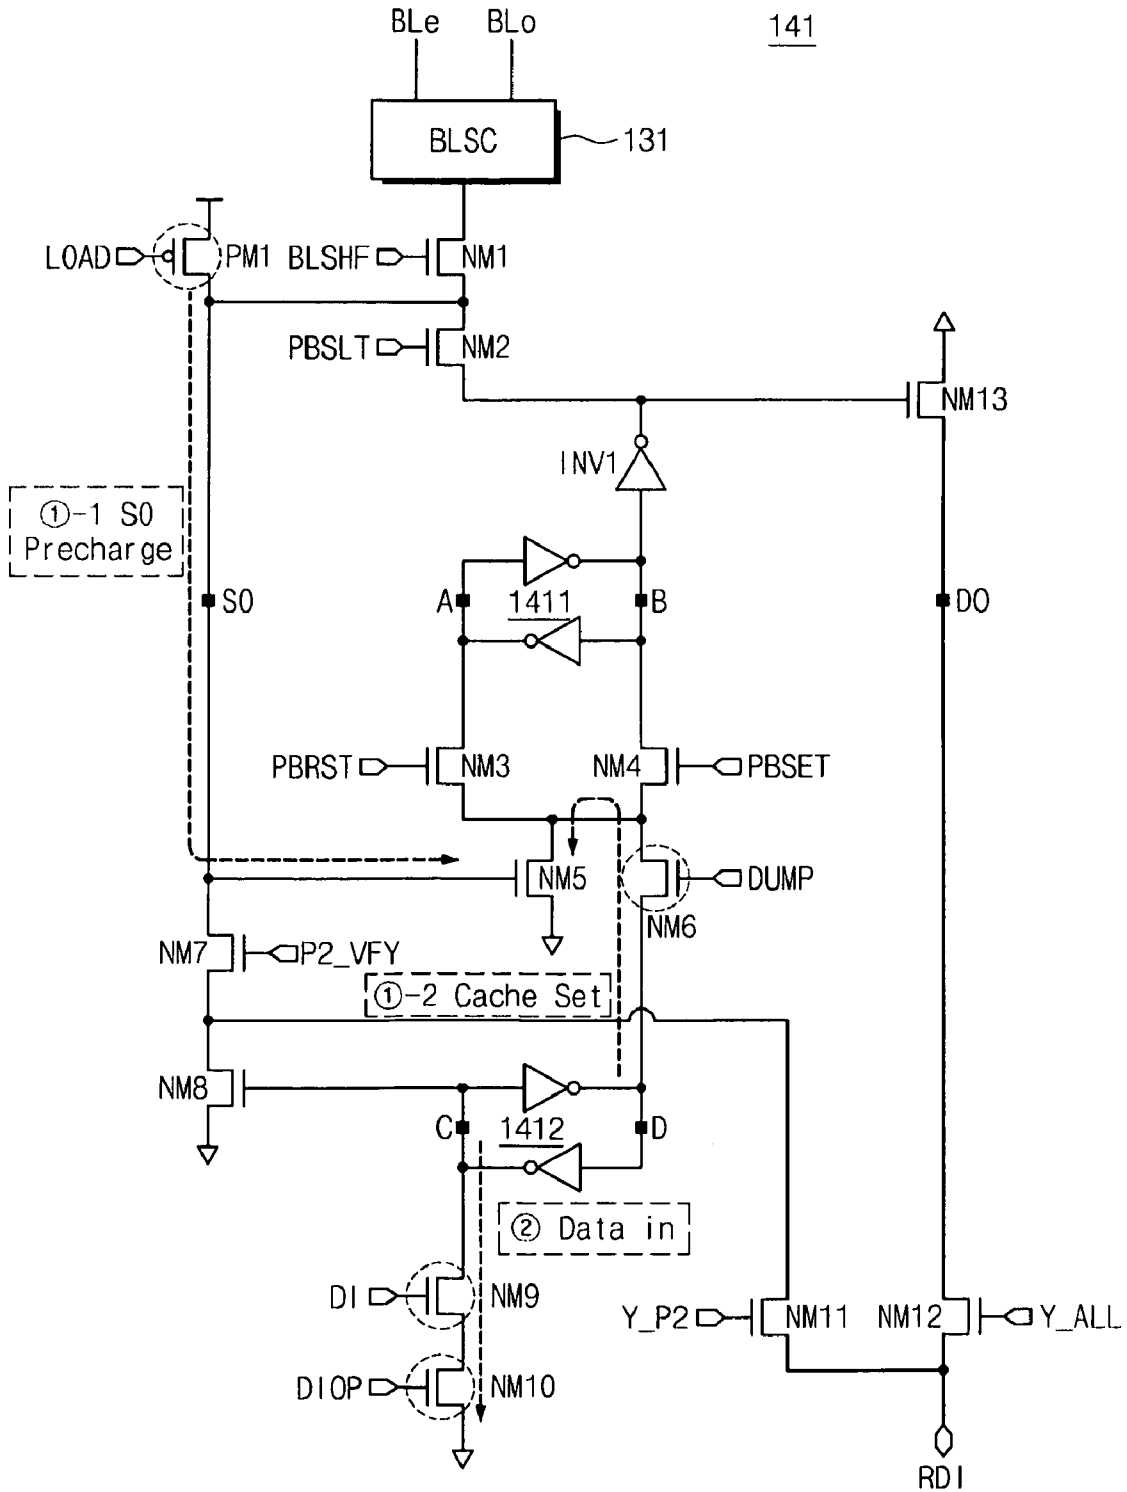 BLe BLo 141
BLSC 131
LOAD PM1 BLSHF NM1
PBSLT NM2
NM13
INV1
①-1 SO
Precharge
SO A 1411 B DO
PBRST NM3 NM4 PBSET
NM5 DUMP
NM6
NM7 P2_VFY
①-2 Cache Set
NM8
C 1412 D
② Data in
DI NM9
Y_P2 NM11 NM12 Y_ALL
DIOP NM10
RDI